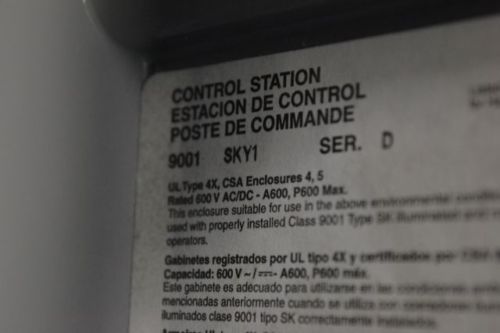 CONTROL STATION
ESTACION DE CONTROL
POSTE DE COMMANDE
9001 SKY1 SER. D
UL Type 4X, CSA Enclosures 4, 5
Rated 600 V AC/DC - A600, P600 Max.
This enclosure suitable for use in the above environmental
used with properly installed Class 9001 Type SK illumination
operators.
Gabinetes registrados por UL tipo 4X y certificados por
Capacidad: 600 V ~/⎓ - A600, P600 máx.
Este gabinete es adecuado para utilizarse en las condiciones
mencionadas anteriormente cuando se utiliza con
iluminados clase 9001 tipo SK correctamente